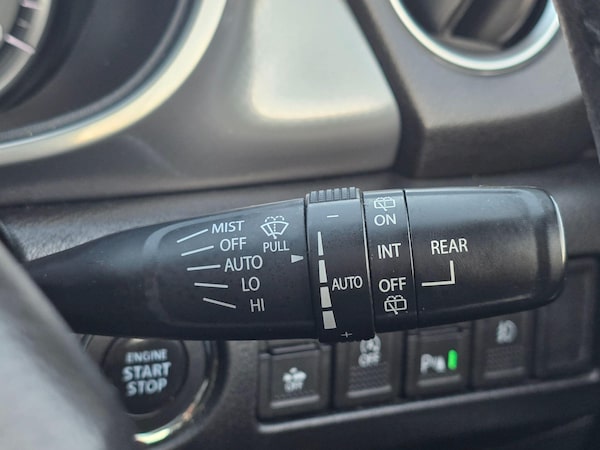 MIST
OFF
AUTO
LO
HI
PULL
−
AUTO
+
ON
INT
OFF
REAR
ENGINE
START
STOP
OFF
OFF
P